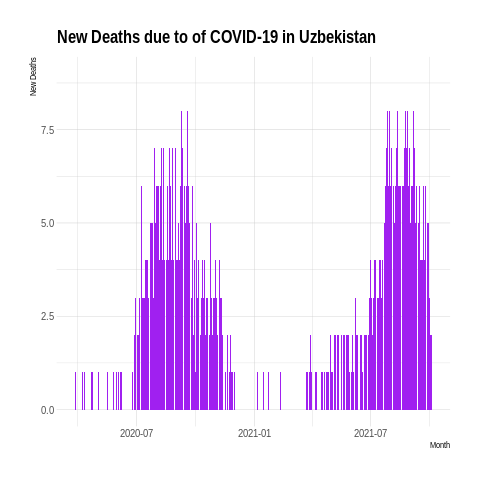 New Deaths due to of COVID-19 in Uzbekistan
New Deaths
7.5
5.0
2.5
0.0
2020-07
2021-01
2021-07
Month